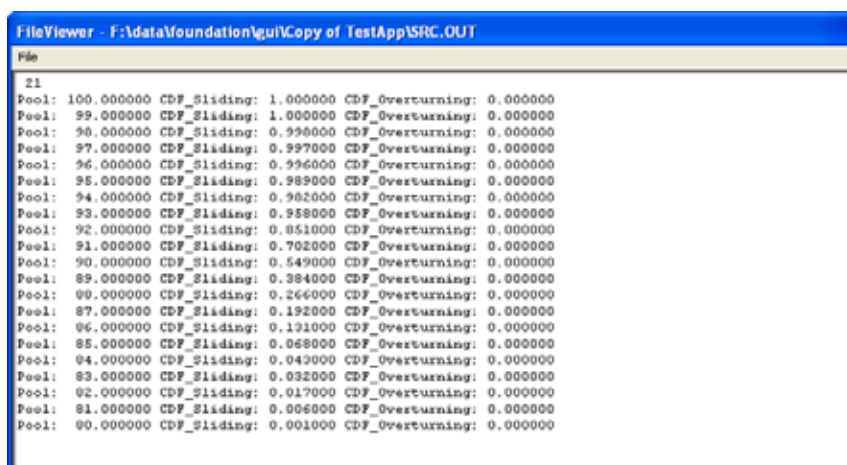 FileViewer - F:\data\foundation\gui\Copy of TestApp\SRC.OUT
File
21
Pool: 100.000000 CDF_Sliding: 1.000000 CDF_Overturning: 0.000000
Pool: 99.000000 CDF_Sliding: 1.000000 CDF_Overturning: 0.000000
Pool: 98.000000 CDF_Sliding: 0.998000 CDF_Overturning: 0.000000
Pool: 97.000000 CDF_Sliding: 0.997000 CDF_Overturning: 0.000000
Pool: 96.000000 CDF_Sliding: 0.996000 CDF_Overturning: 0.000000
Pool: 95.000000 CDF_Sliding: 0.989000 CDF_Overturning: 0.000000
Pool: 94.000000 CDF_Sliding: 0.982000 CDF_Overturning: 0.000000
Pool: 93.000000 CDF_Sliding: 0.958000 CDF_Overturning: 0.000000
Pool: 92.000000 CDF_Sliding: 0.851000 CDF_Overturning: 0.000000
Pool: 91.000000 CDF_Sliding: 0.702000 CDF_Overturning: 0.000000
Pool: 90.000000 CDF_Sliding: 0.549000 CDF_Overturning: 0.000000
Pool: 89.000000 CDF_Sliding: 0.384000 CDF_Overturning: 0.000000
Pool: 88.000000 CDF_Sliding: 0.266000 CDF_Overturning: 0.000000
Pool: 87.000000 CDF_Sliding: 0.192000 CDF_Overturning: 0.000000
Pool: 86.000000 CDF_Sliding: 0.131000 CDF_Overturning: 0.000000
Pool: 85.000000 CDF_Sliding: 0.068000 CDF_Overturning: 0.000000
Pool: 84.000000 CDF_Sliding: 0.043000 CDF_Overturning: 0.000000
Pool: 83.000000 CDF_Sliding: 0.032000 CDF_Overturning: 0.000000
Pool: 82.000000 CDF_Sliding: 0.017000 CDF_Overturning: 0.000000
Pool: 81.000000 CDF_Sliding: 0.006000 CDF_Overturning: 0.000000
Pool: 80.000000 CDF_Sliding: 0.001000 CDF_Overturning: 0.000000